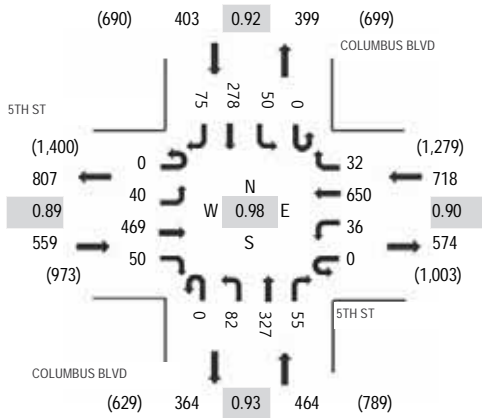 (690) 403 0.92 399 (699)
COLUMBUS BLVD
5TH ST
75 278 50 0
(1,400) (1,279)
0 32
807 718
40 N 650
0.89 W 0.98 E 0.90
469 S 36
559 574
50 0
(973) (1,003)
0 82 327 55
5TH ST
COLUMBUS BLVD
(629) 364 0.93 464 (789)